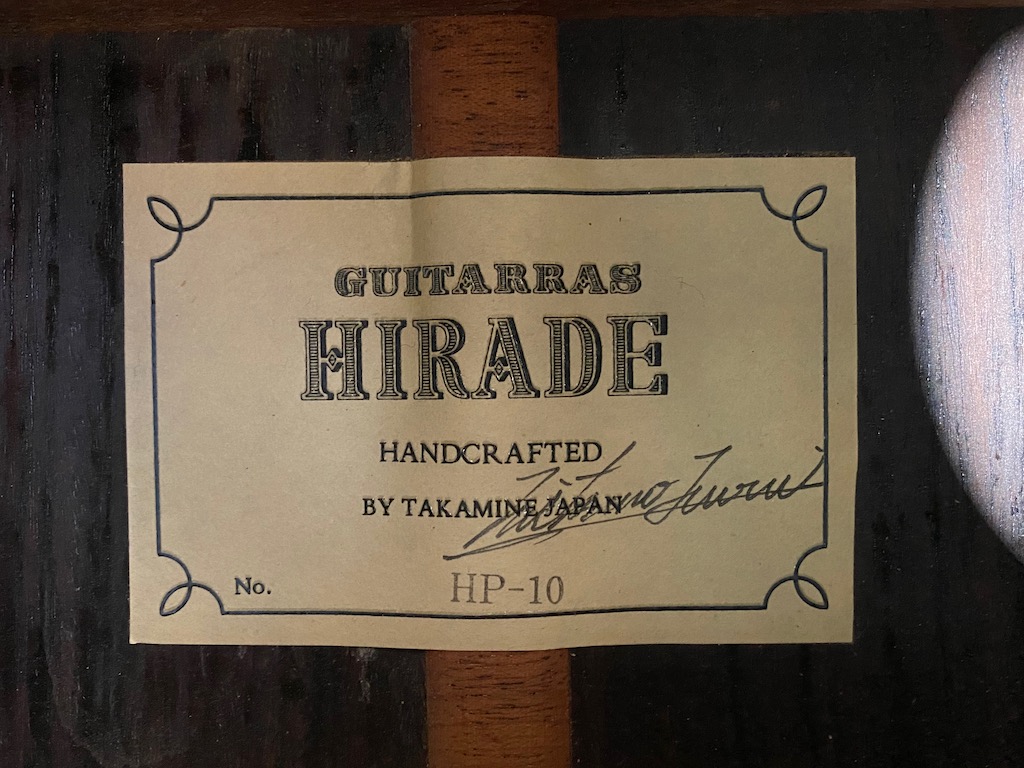 GUITARRAS
HIRADE
HANDCRAFTED
BY TAKAMINE JAPAN
No. HP-10